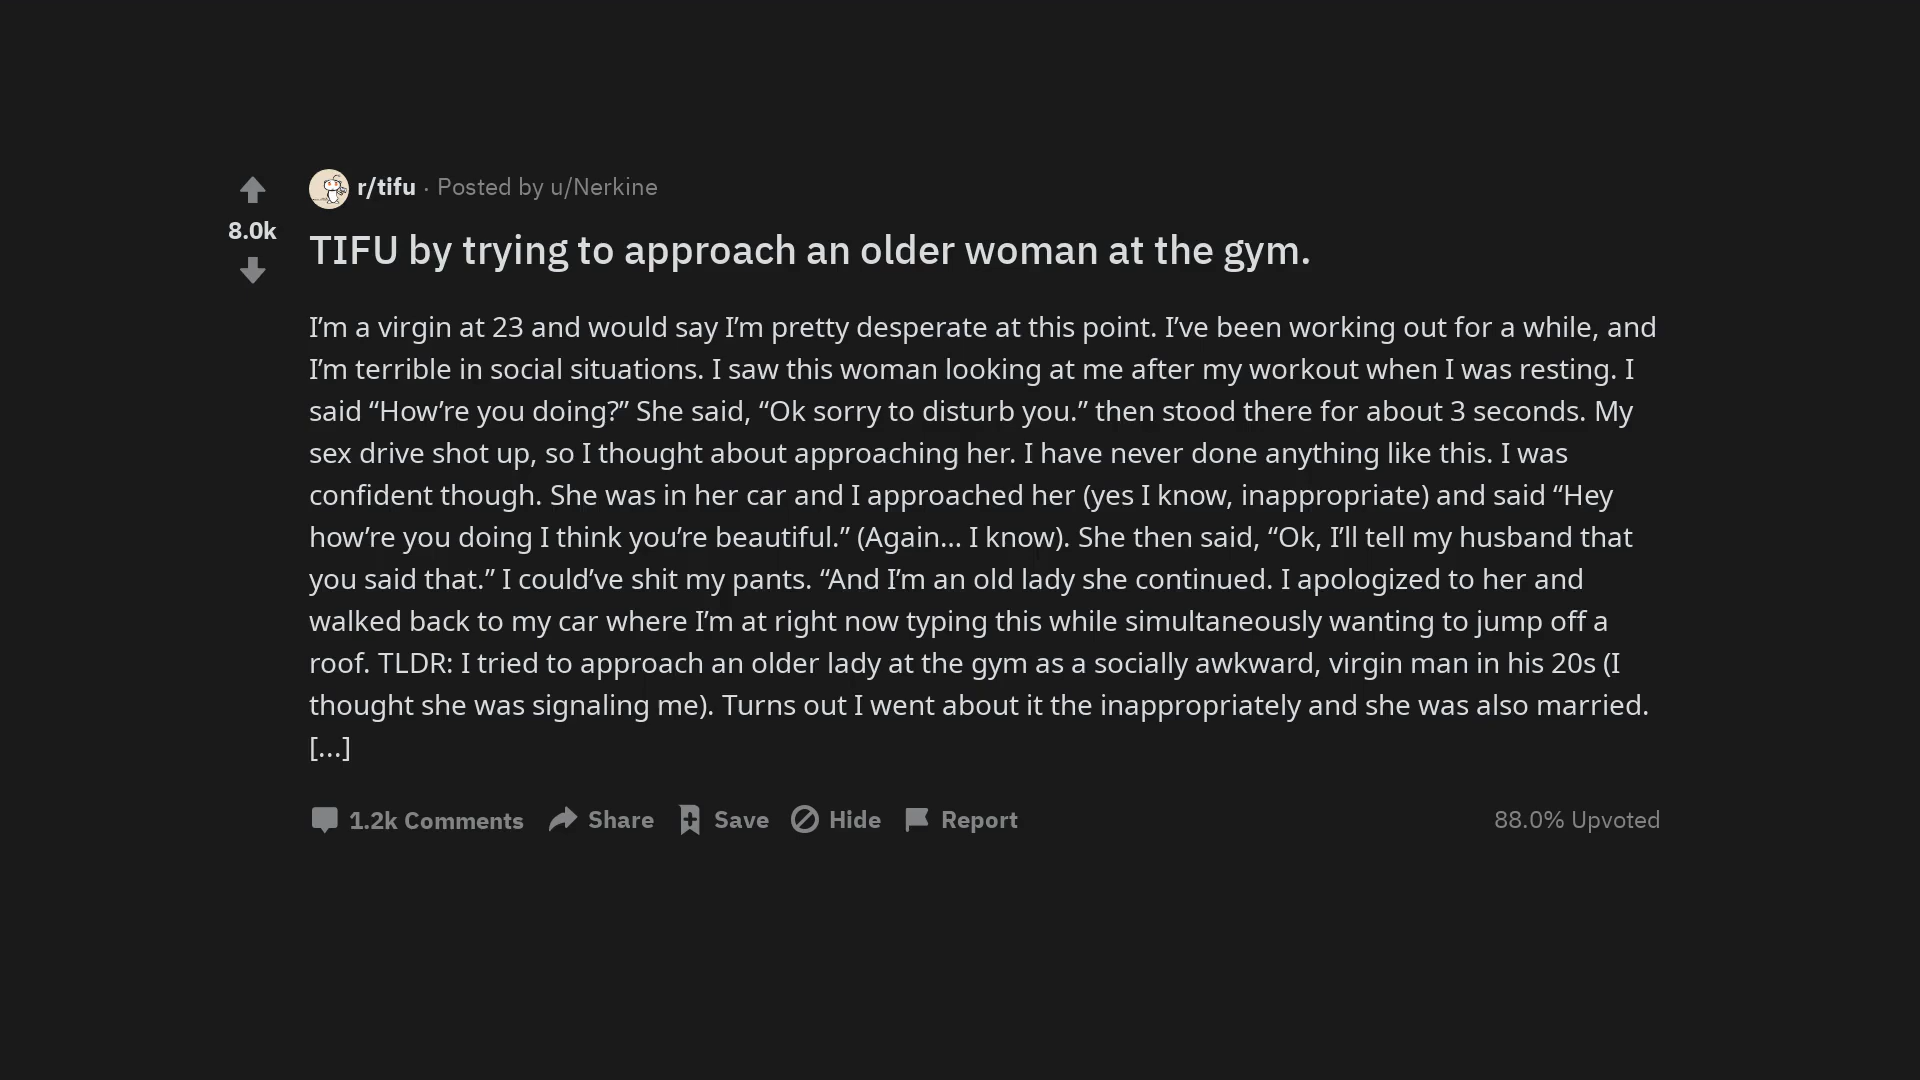 r/tifu · Posted by u/Nerkine
8.0k
TIFU by trying to approach an older woman at the gym.
I’m a virgin at 23 and would say I’m pretty desperate at this point. I’ve been working out for a while, and
I’m terrible in social situations. I saw this woman looking at me after my workout when I was resting. I
said “How’re you doing?” She said, “Ok sorry to disturb you.” then stood there for about 3 seconds. My
sex drive shot up, so I thought about approaching her. I have never done anything like this. I was
confident though. She was in her car and I approached her (yes I know, inappropriate) and said “Hey
how’re you doing I think you’re beautiful.” (Again… I know). She then said, “Ok, I’ll tell my husband that
you said that.” I could’ve shit my pants. “And I’m an old lady she continued. I apologized to her and
walked back to my car where I’m at right now typing this while simultaneously wanting to jump off a
roof. TLDR: I tried to approach an older lady at the gym as a socially awkward, virgin man in his 20s (I
thought she was signaling me). Turns out I went about it the inappropriately and she was also married.
[...]
1.2k Comments Share Save Hide Report 88.0% Upvoted